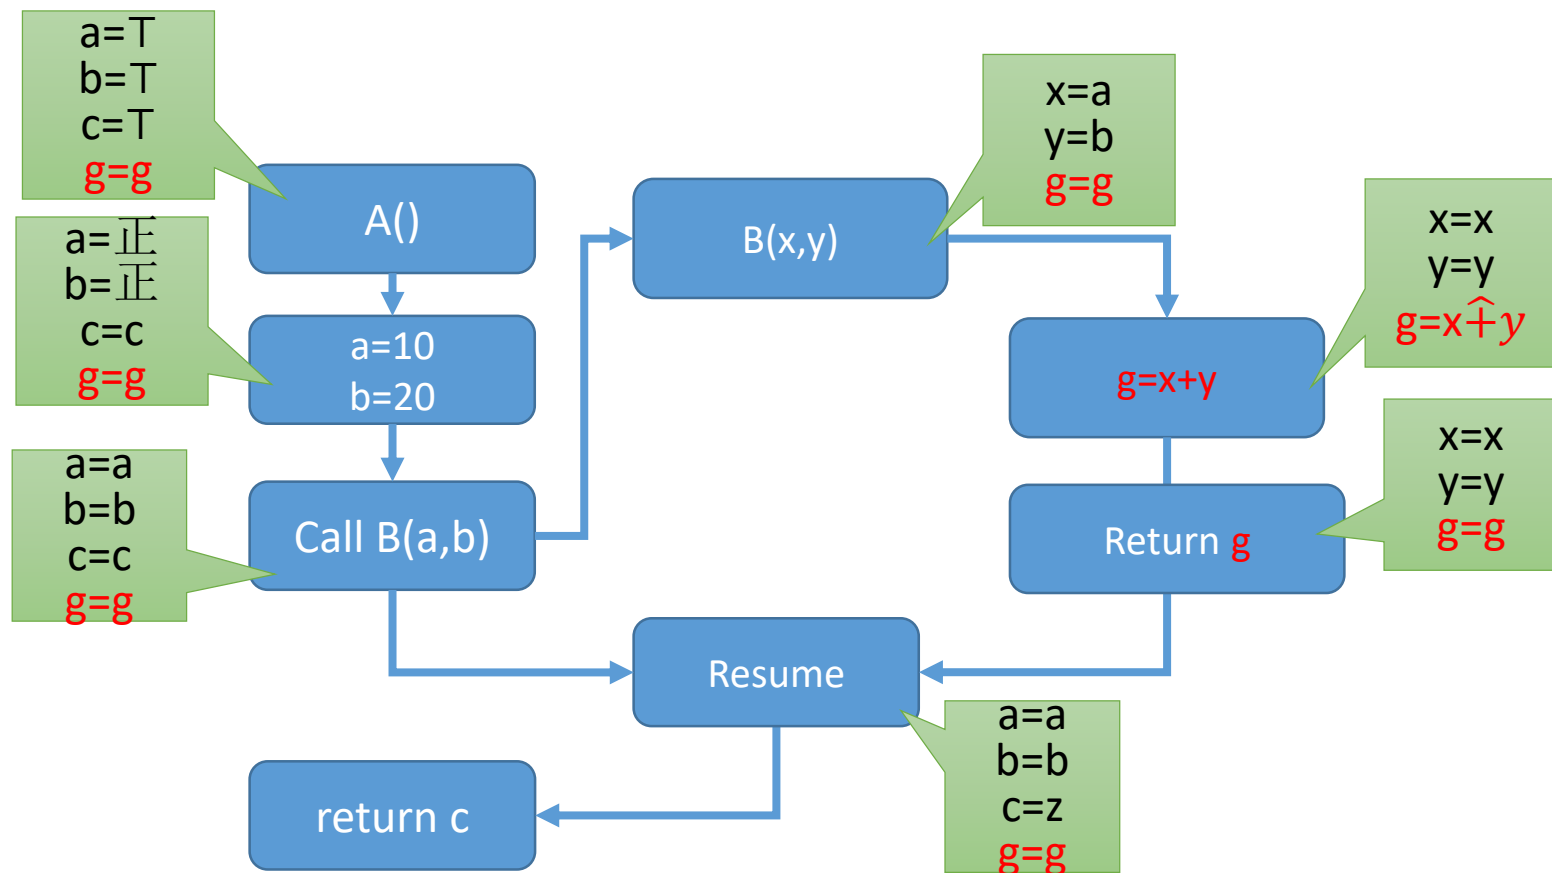 a=⊤
b=⊤
c=⊤
g=g
A()
a=正
b=正
c=c
g=g
a=10
b=20
a=a
b=b
c=c
g=g
Call B(a,b)
x=a
y=b
g=g
B(x,y)
x=x
y=y
g=x+̂y
g=x+y
x=x
y=y
g=g
Return g
Resume
a=a
b=b
c=z
g=g
return c